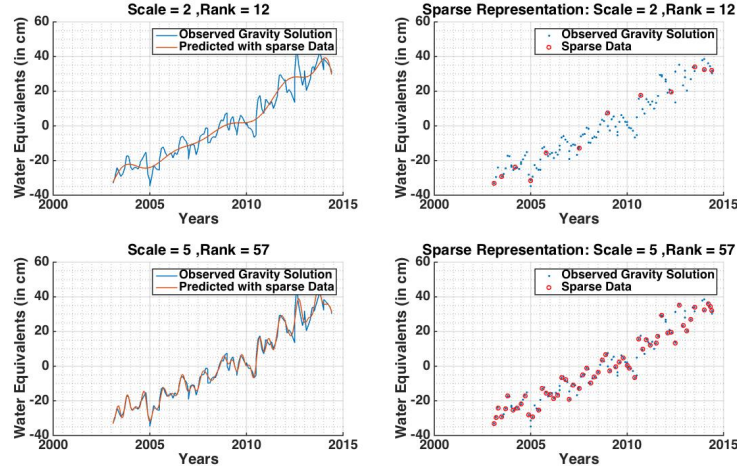 Scale = 2 ,Rank = 12
Water Equivalents (in cm)
60
40
20
0
-20
-40
Observed Gravity Solution
Predicted with sparse Data
2000
2005
2010
2015
Years
Sparse Representation: Scale = 2 ,Rank = 12
Water Equivalents (in cm)
60
40
20
0
-20
-40
Observed Gravity Solution
Sparse Data
2000
2005
2010
2015
Years
Scale = 5 ,Rank = 57
Water Equivalents (in cm)
60
40
20
0
-20
-40
Observed Gravity Solution
Predicted with sparse Data
2000
2005
2010
2015
Years
Sparse Representation: Scale = 5 ,Rank = 57
Water Equivalents (in cm)
60
40
20
0
-20
-40
Observed Gravity Solution
Sparse Data
2000
2005
2010
2015
Years